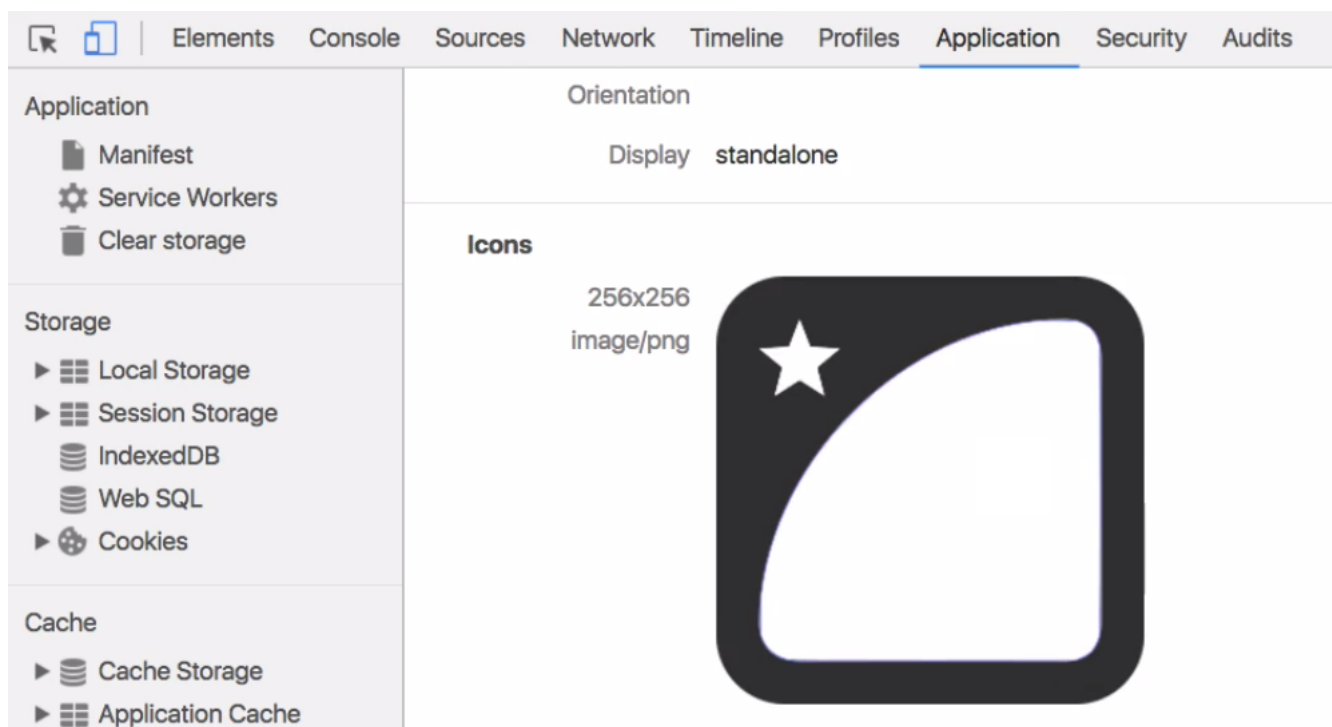 Elements Console Sources Network Timeline Profiles Application Security Audits
Application
Manifest
Service Workers
Clear storage
Storage
Local Storage
Session Storage
IndexedDB
Web SQL
Cookies
Cache
Cache Storage
Application Cache
Orientation
Display standalone
Icons
256x256
image/png